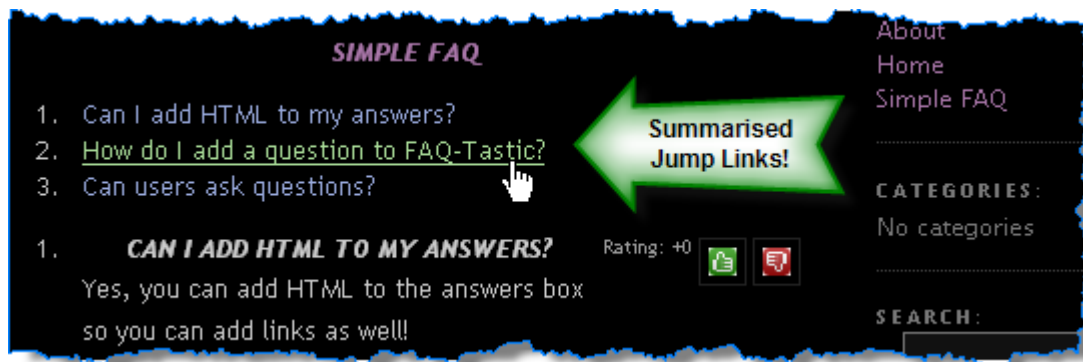 SIMPLE FAQ
1. Can I add HTML to my answers?
2. How do I add a question to FAQ-Tastic?
3. Can users ask questions?
Summarised
Jump Links!
1. CAN I ADD HTML TO MY ANSWERS?
Rating: +0
Yes, you can add HTML to the answers box
so you can add links as well!
About
Home
Simple FAQ
CATEGORIES:
No categories
SEARCH: